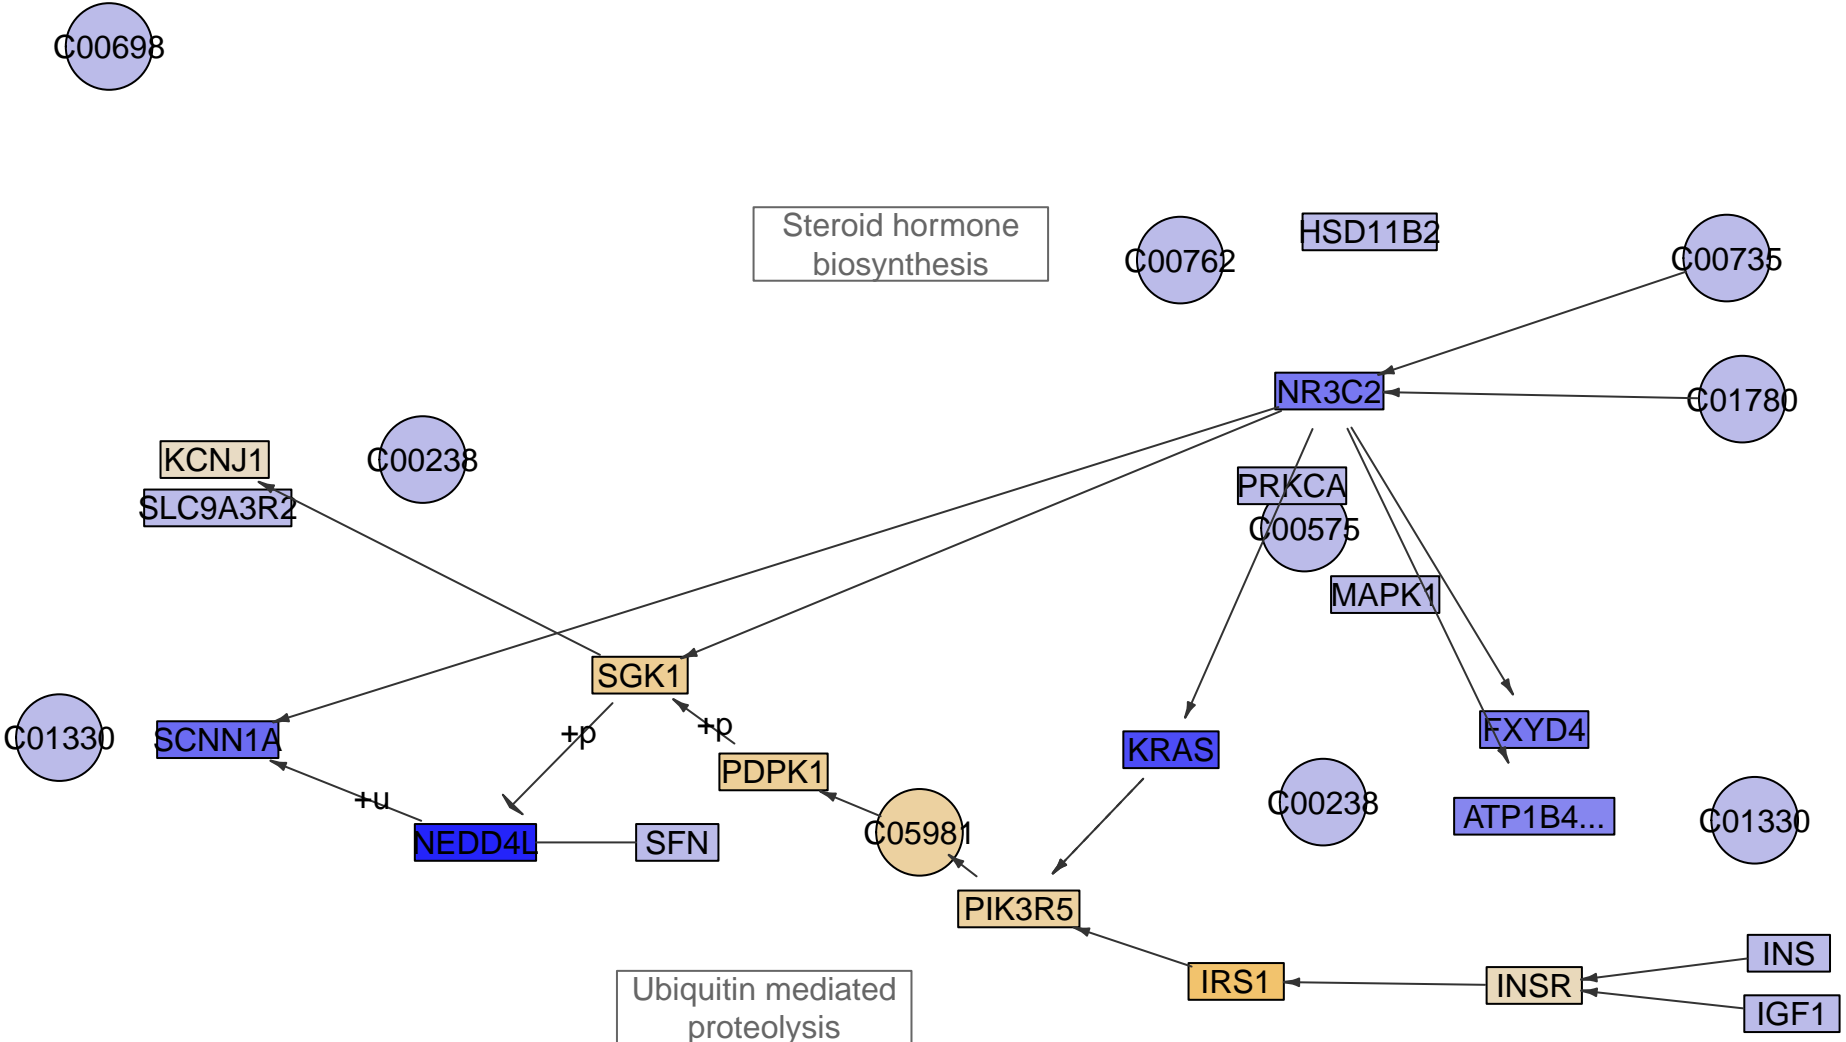 C00698
Steroid hormone
biosynthesis
C00762
HSD11B2
C00735
NR3C2
C01780
KCNJ1
C00238
SLC9A3R2
PRKCA
C00575
MAPK1
SGK1
C01330
SCNN1A
+p
+p
KRAS
FXYD4
PDPK1
+u
C00238
ATP1B4...
C01330
NEDD4L
SFN
C05981
PIK3R5
INS
IRS1
INSR
IGF1
Ubiquitin mediated
proteolysis